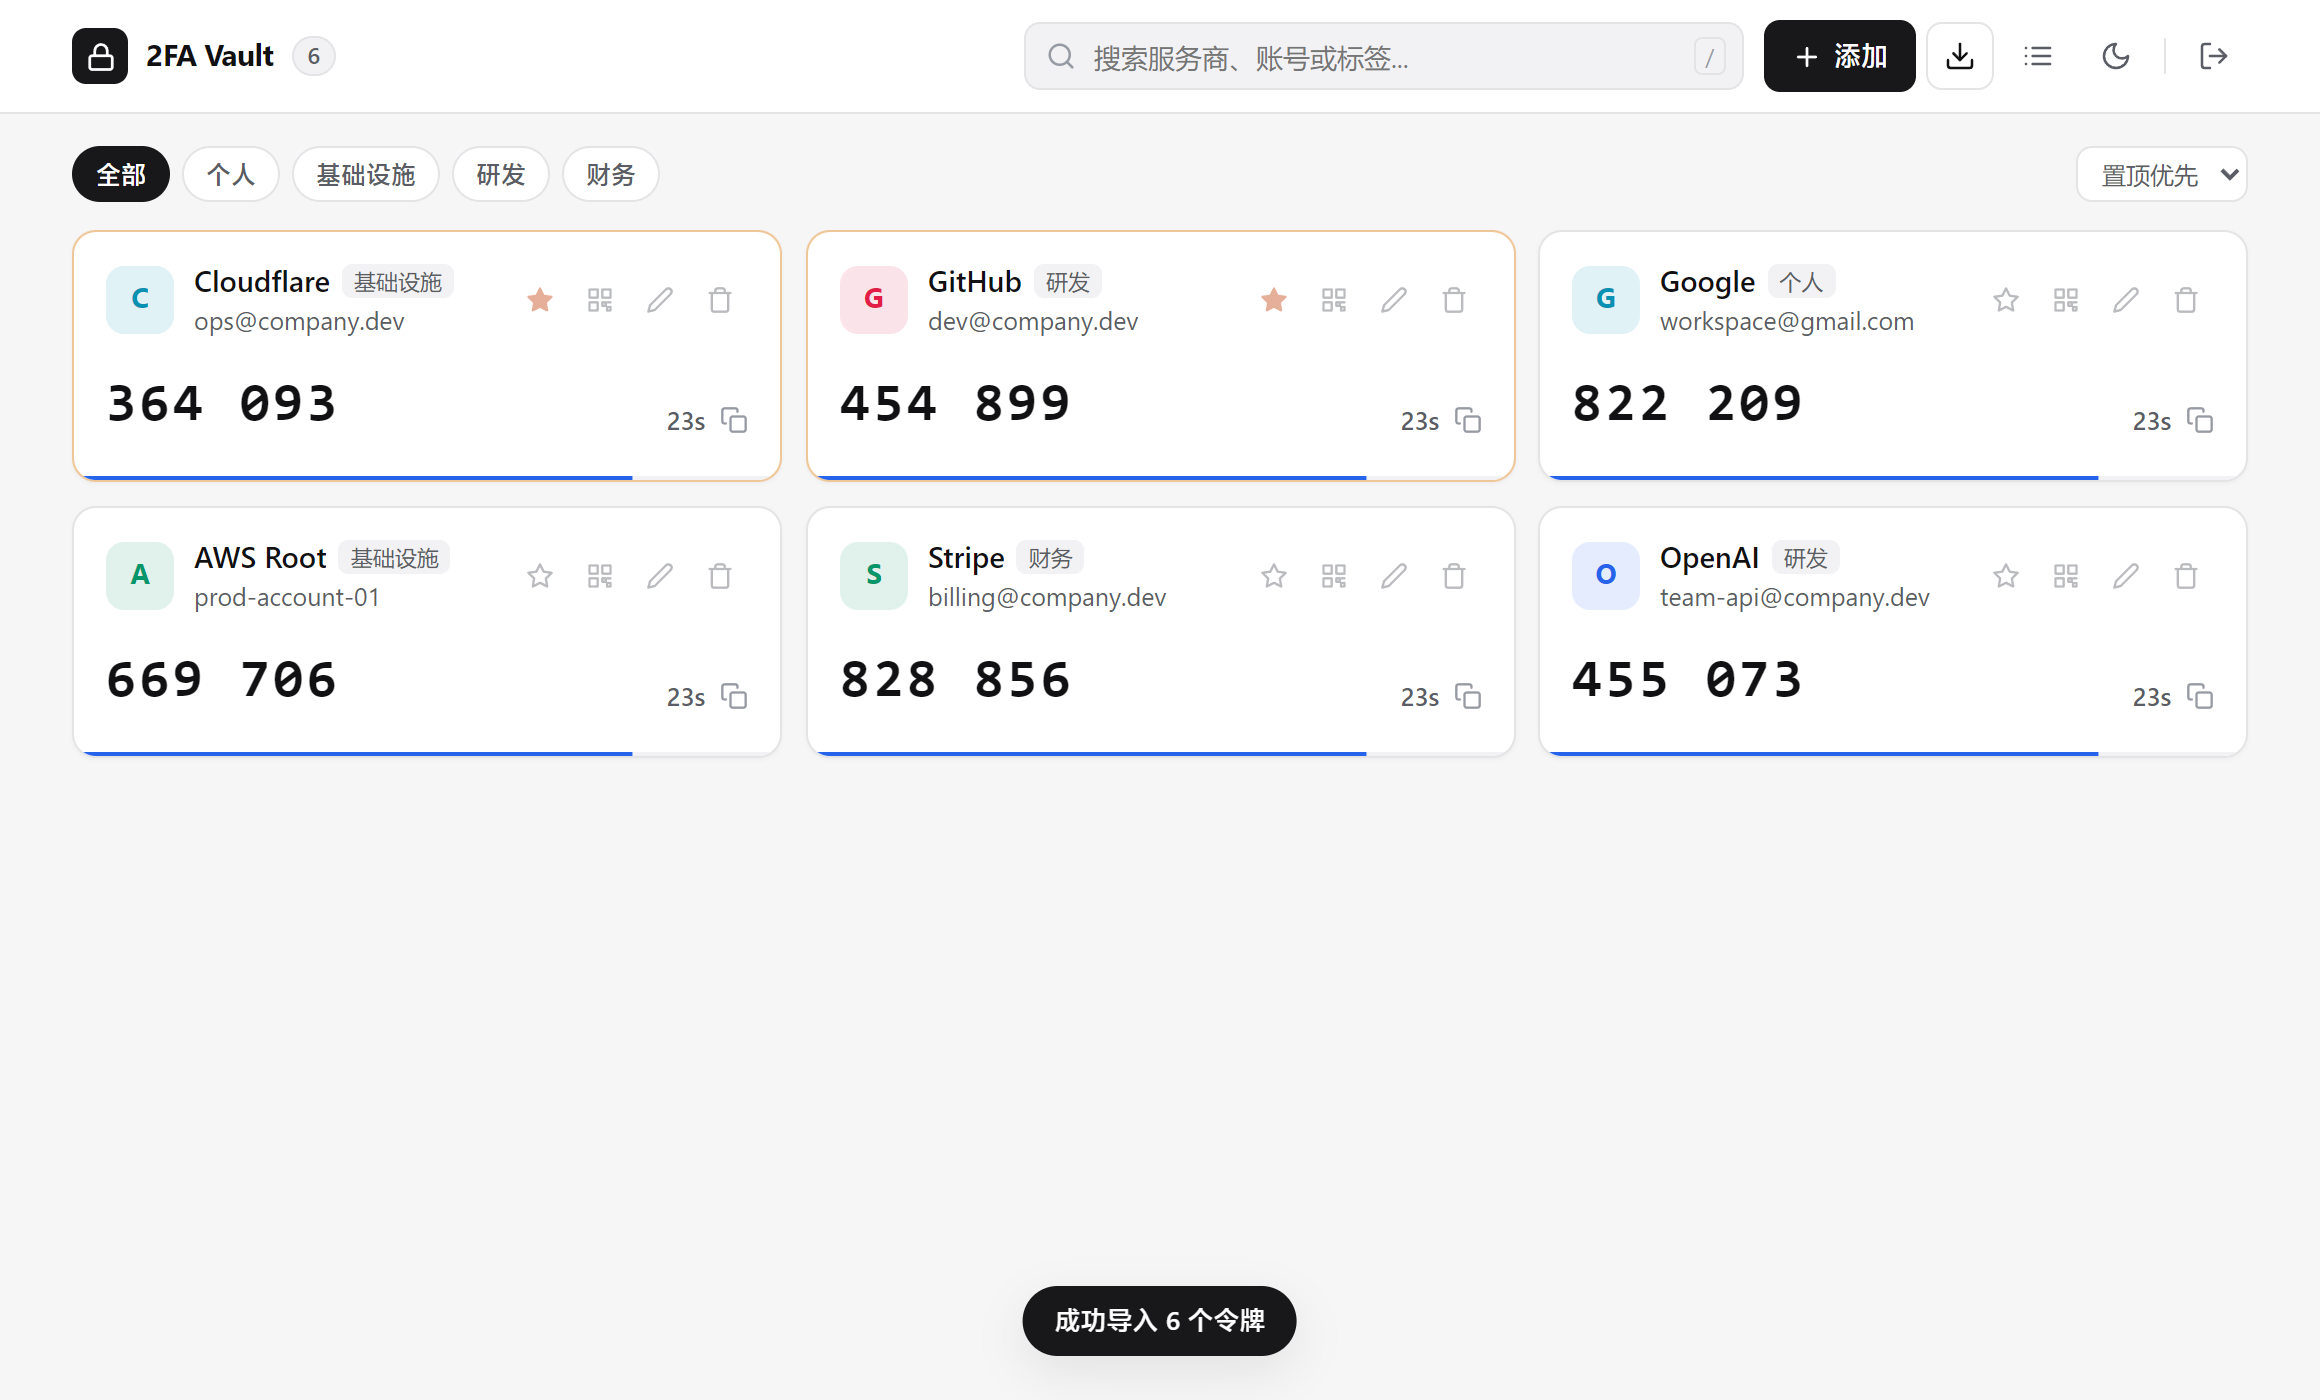 2FA Vault 6
搜索服务商、账号或标签... /
添加
全部 个人 基础设施 研发 财务
置顶优先
C Cloudflare 基础设施
ops@company.dev
364 093
23s
G GitHub 研发
dev@company.dev
454 899
23s
G Google 个人
workspace@gmail.com
822 209
23s
A AWS Root 基础设施
prod-account-01
669 706
23s
S Stripe 财务
billing@company.dev
828 856
23s
O OpenAI 研发
team-api@company.dev
455 073
23s
成功导入 6 个令牌